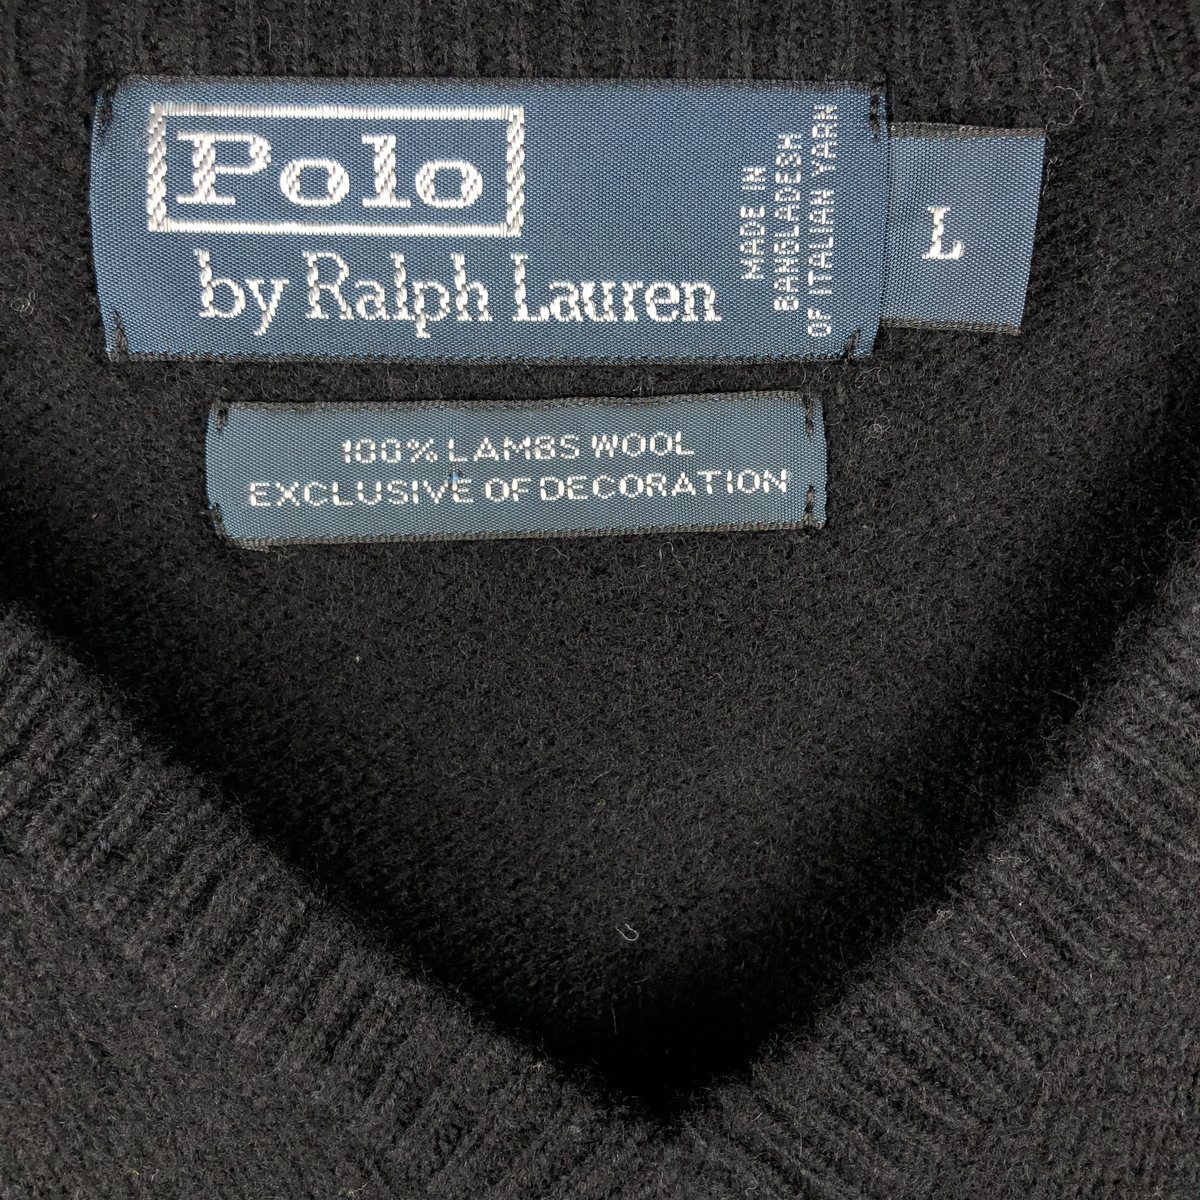 Polo
by Ralph Lauren
MADE IN
BANGLADESH
OF ITALIAN YARN
L
100% LAMBS WOOL
EXCLUSIVE OF DECORATION